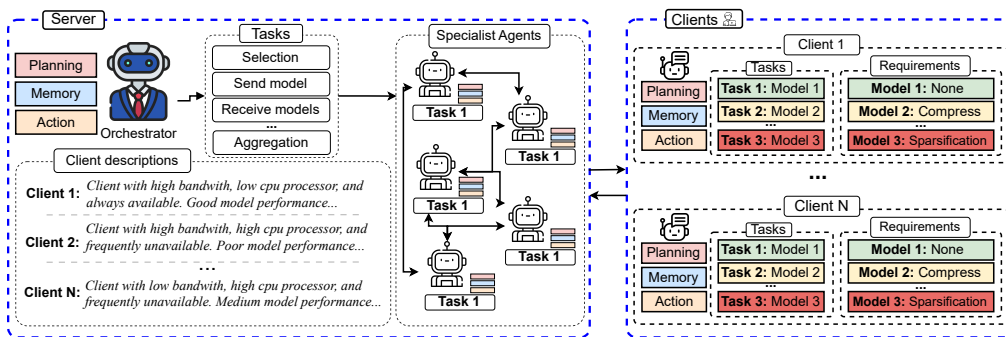 Server
Planning
Memory
Action
Orchestrator
Tasks
Selection
Send model
Receive models
...
Aggregation
Client descriptions
Client 1: Client with high bandwith, low cpu processor, and
always available. Good model performance...
Client 2: Client with high bandwith, high cpu processor, and
frequently unavailable. Poor model performance...
...
Client N: Client with low bandwith, high cpu processor, and
frequently unavailable. Medium model performance...
Specialist Agents
Task 1
Task 1
Task 1
Task 1
Task 1
Clients
Client 1
Planning
Memory
Action
Tasks
Task 1: Model 1
Task 2: Model 2
...
Task 3: Model 3
Requirements
Model 1: None
Model 2: Compress
...
Model 3: Sparsification
...
Client N
Planning
Memory
Action
Tasks
Task 1: Model 1
Task 2: Model 2
...
Task 3: Model 3
Requirements
Model 1: None
Model 2: Compress
...
Model 3: Sparsification